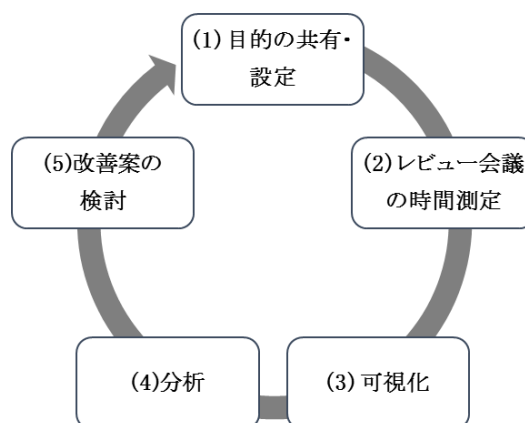 (1) 目的の共有・
設定
(2)レビュー会議
の時間測定
(3) 可視化
(4)分析
(5)改善案の
検討